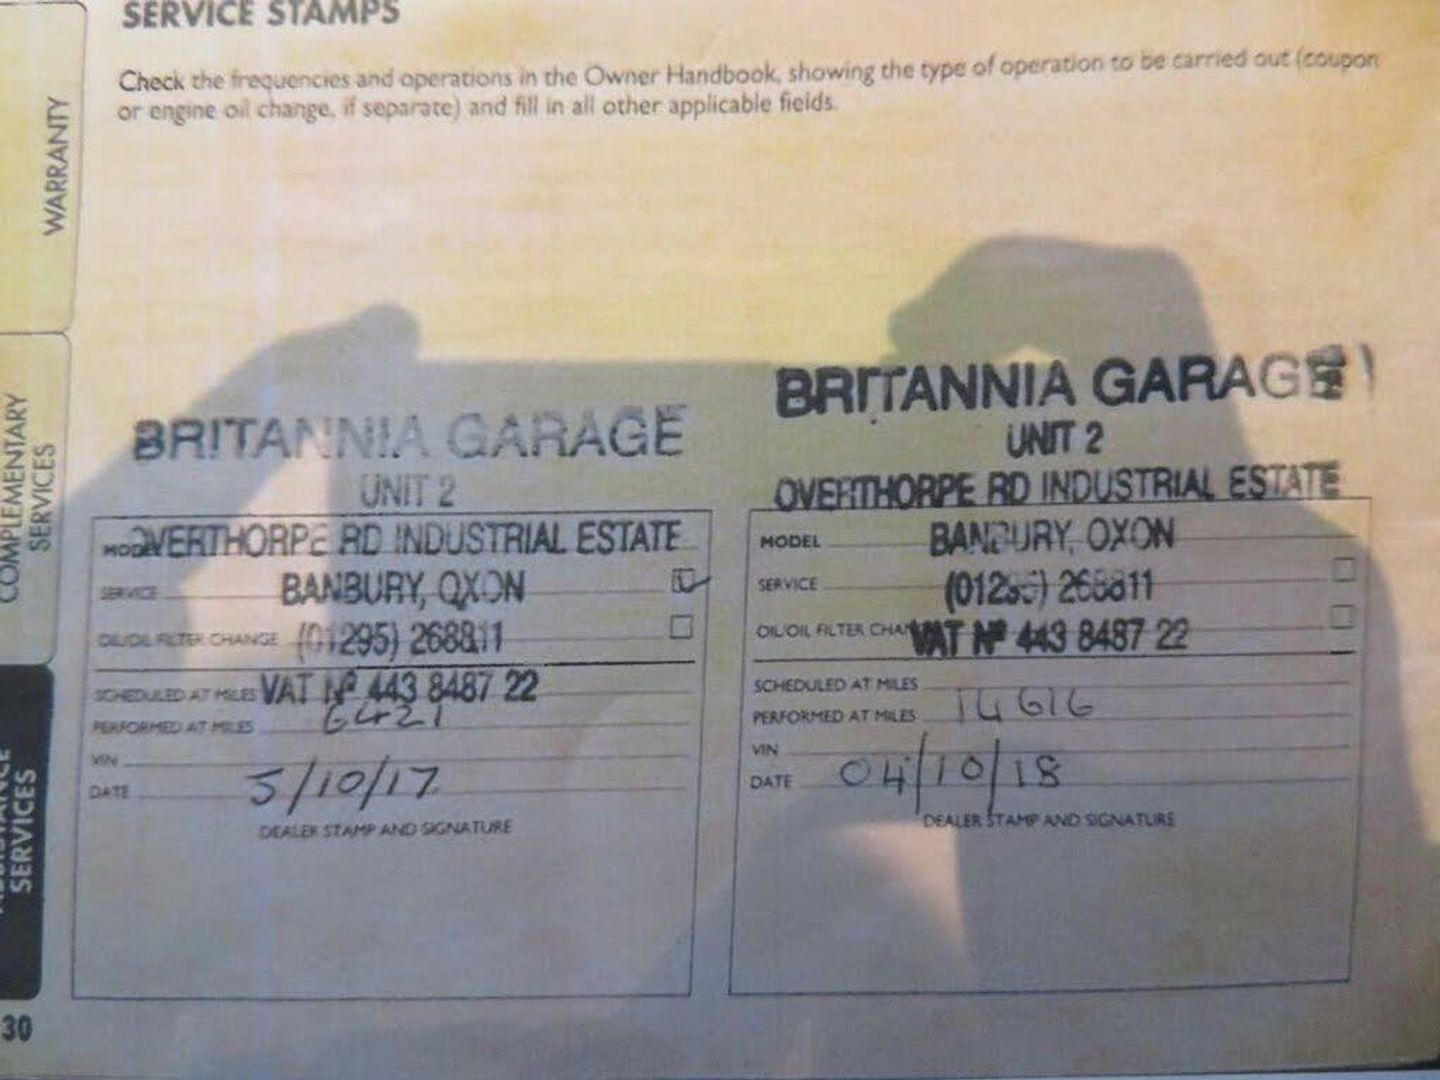 SERVICE STAMPS
Check the frequencies and operations in the Owner Handbook, showing the type of operation to be carried out (coupon
or engine oil change, if separate) and fill in all other applicable fields.
WARRANTY
COMPLEMENTARY
SERVICES
SERVICES
30
BRITANNIA GARAGE
UNIT 2
OVERTHORPE RD INDUSTRIAL ESTATE
MODEL
BANBURY, OXON
SERVICE
(01295) 268811
OIL/OIL FILTER CHANGE
VAT Nº 443 8487 22
SCHEDULED AT MILES
PERFORMED AT MILES 6421
VIN
DATE 5/10/17
DEALER STAMP AND SIGNATURE
BRITANNIA GARAGE
UNIT 2
OVERTHORPE RD INDUSTRIAL ESTATE
MODEL BANBURY, OXON
SERVICE (01295) 268811
OIL/OIL FILTER CHA VAT Nº 443 8487 22
SCHEDULED AT MILES
PERFORMED AT MILES 14616
VIN
DATE 04/10/18
DEALER STAMP AND SIGNATURE